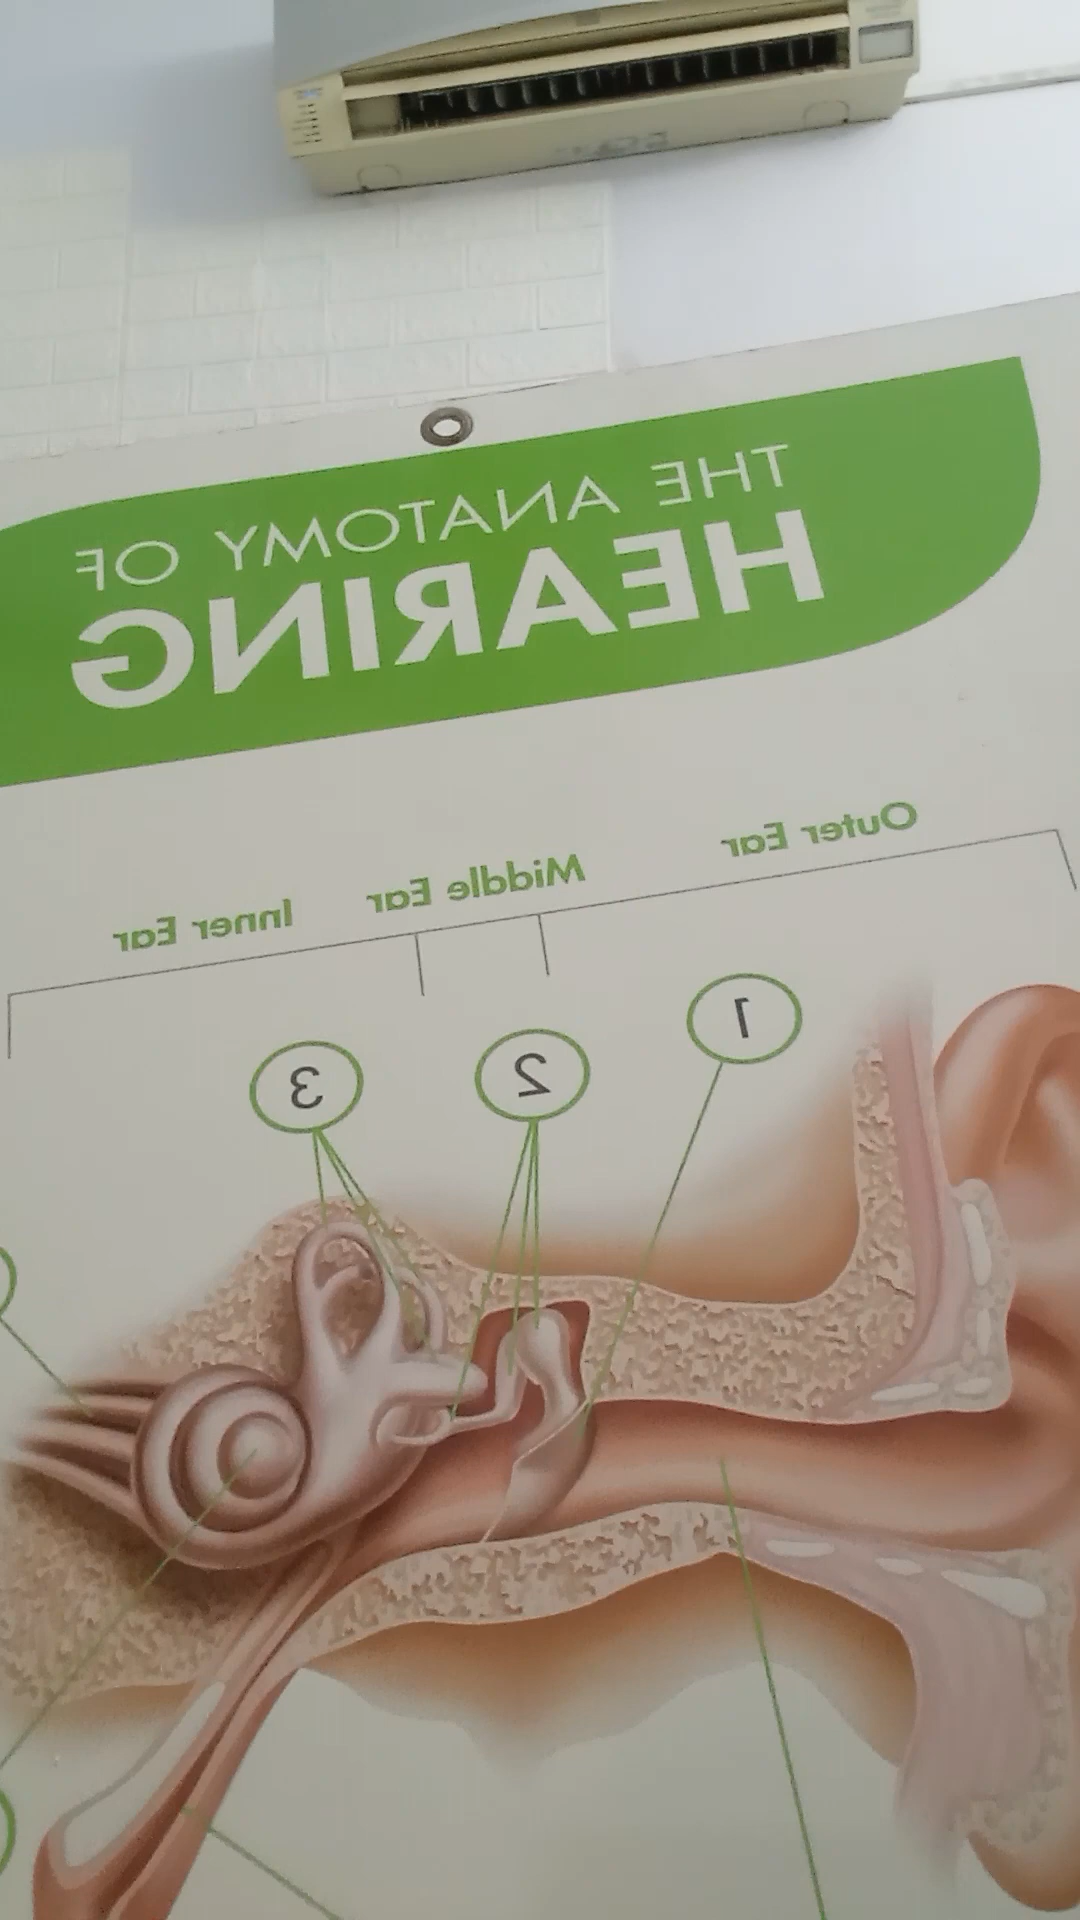 THE ANATOMY OF
HEARING
Outer Ear
Middle Ear
Inner Ear
1
2
3